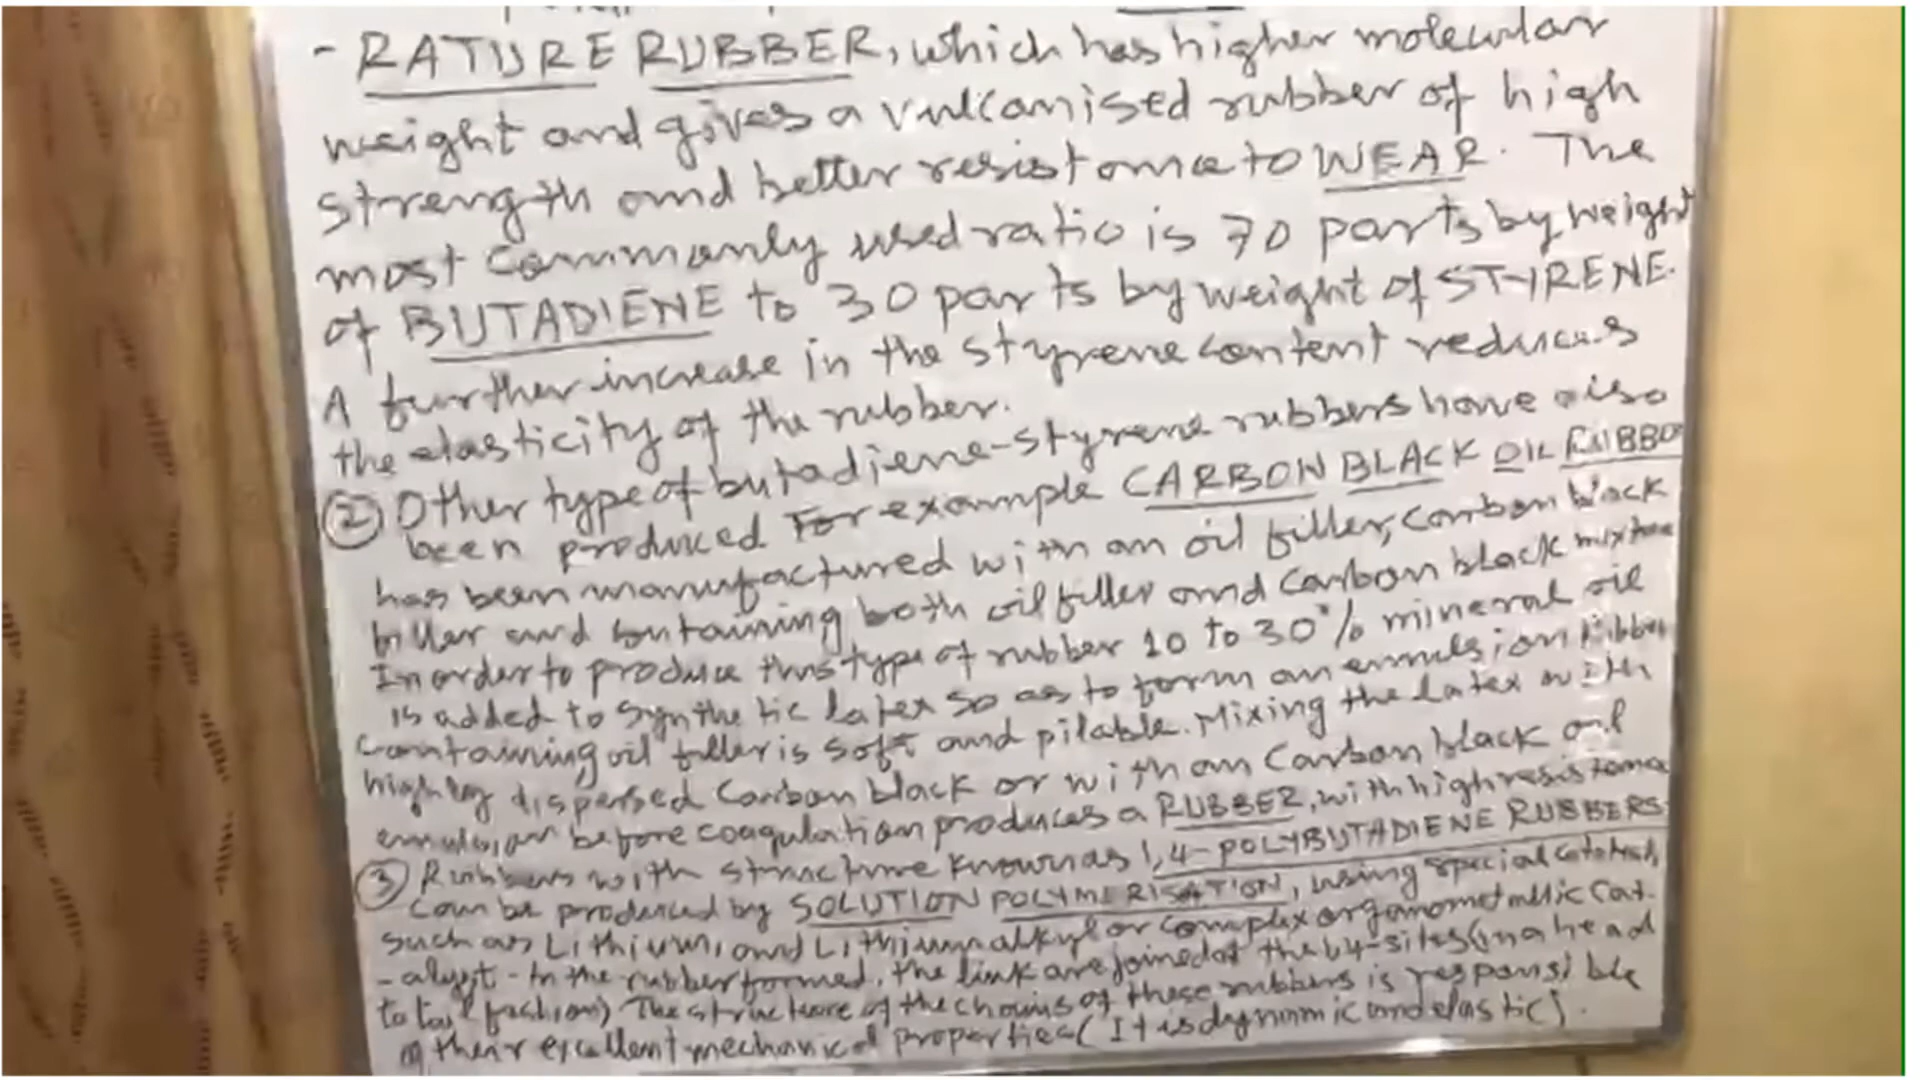 - RATURE RUBBER, which has higher molecular
weight and gives a vulcanised rubber of high
strength and better resistance to WEAR. The
most commonly used ratio is 70 parts by weight
of BUTADIENE to 30 parts by weight of STYRENE.
A further increase in the styrene content reduces
the elasticity of the rubber.
② Other type of butadiene-styrene rubbers have also
been produced For example CARBON BLACK OIL RUBBE
has been manufactured with an oil filler, carbon black
filler and containing both oil filler and carbon black mixture
In order to produce this type of rubber 10 to 30% mineral oil
is added to synthetic latex so as to form an emulsion Rubber
containing oil filler is soft and pilable. Mixing the latex with
highly dispersed carbon black or with an carbon black oil
emulsion before coagulation produces a RUBBER, with high resistance
③ Rubbers with structure known as 1,4-POLYBUTADIENE RUBBERS
can be produced by SOLUTION POLYMERISATION, using special catalyst,
such as Lithium, and Lithium alkyl or complex organometallic cat-
-alyst - In the rubber formed, the link are joined at the 1,4-sites (in a head
to tail fashion) The structure of the chains of these rubbers is responsible
their excellent mechanical properties (It is dynamic and elastic).